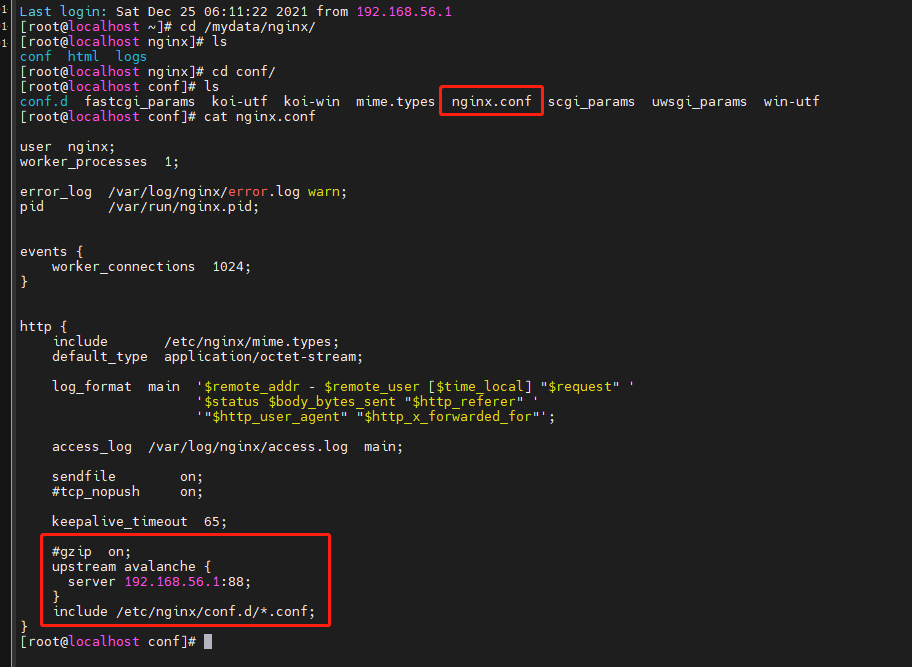 Last login: Sat Dec 25 06:11:22 2021 from 192.168.56.1
[root@localhost ~]# cd /mydata/nginx/
[root@localhost nginx]# ls
conf  html  logs
[root@localhost nginx]# cd conf/
[root@localhost conf]# ls
conf.d  fastcgi_params  koi-utf  koi-win  mime.types  nginx.conf  scgi_params  uwsgi_params  win-utf
[root@localhost conf]# cat nginx.conf
user  nginx;
worker_processes  1;
error_log  /var/log/nginx/error.log warn;
pid        /var/run/nginx.pid;
events {
    worker_connections  1024;
}
http {
    include       /etc/nginx/mime.types;
    default_type  application/octet-stream;
    log_format  main  '$remote_addr - $remote_user [$time_local] "$request" '
                      '$status $body_bytes_sent "$http_referer" '
                      '"$http_user_agent" "$http_x_forwarded_for"';
    access_log  /var/log/nginx/access.log  main;
    sendfile        on;
    #tcp_nopush     on;
    keepalive_timeout  65;
    #gzip  on;
    upstream avalanche {
      server 192.168.56.1:88;
    }
    include /etc/nginx/conf.d/*.conf;
}
[root@localhost conf]#